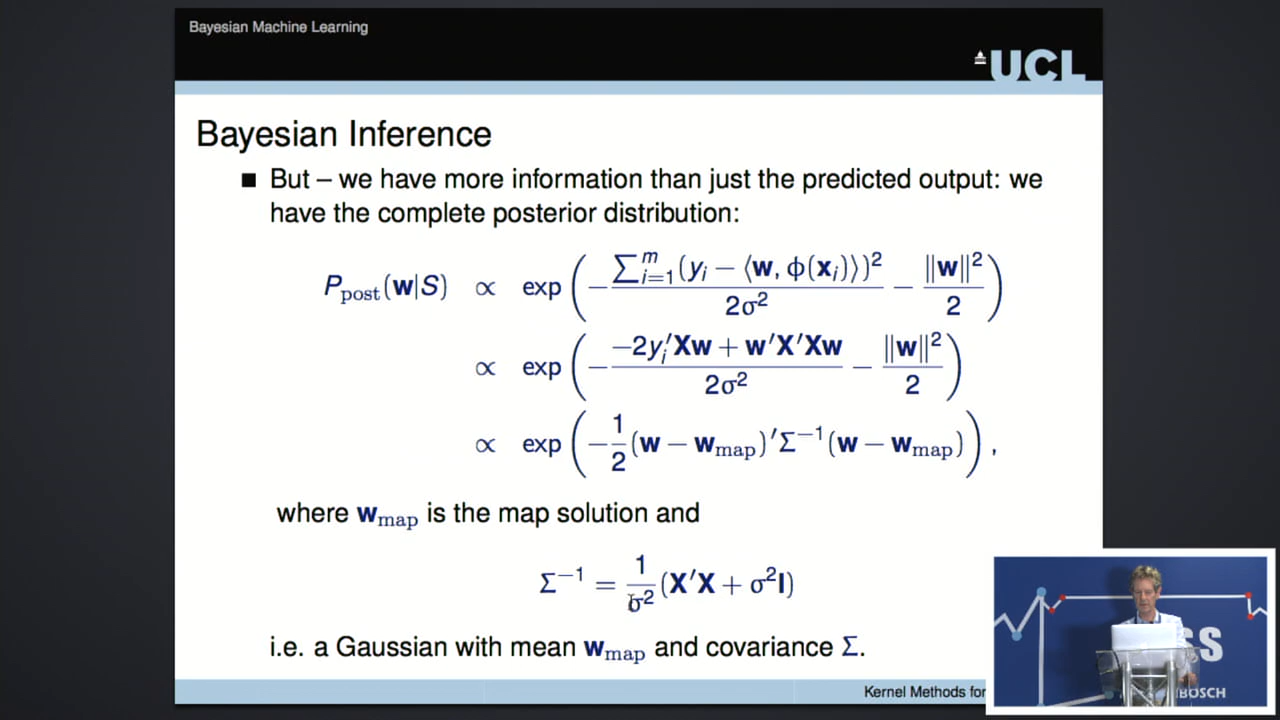 Bayesian Machine Learning
UCL
Bayesian Inference
■ But – we have more information than just the predicted output: we
have the complete posterior distribution:
P_post(w|S) ∝ exp (−∑_{i=1}^{m}(y_i − ⟨w, ϕ(x_i)⟩)² / 2σ² − ||w||² / 2)
∝ exp (−(−2y_i′Xw + w′X′Xw) / 2σ² − ||w||² / 2)
∝ exp (−1/2 (w − w_map)′Σ⁻¹(w − w_map)),
where w_map is the map solution and
Σ⁻¹ = 1/σ² (X′X + σ²I)
i.e. a Gaussian with mean w_map and covariance Σ.
Kernel Methods for
BOSCH